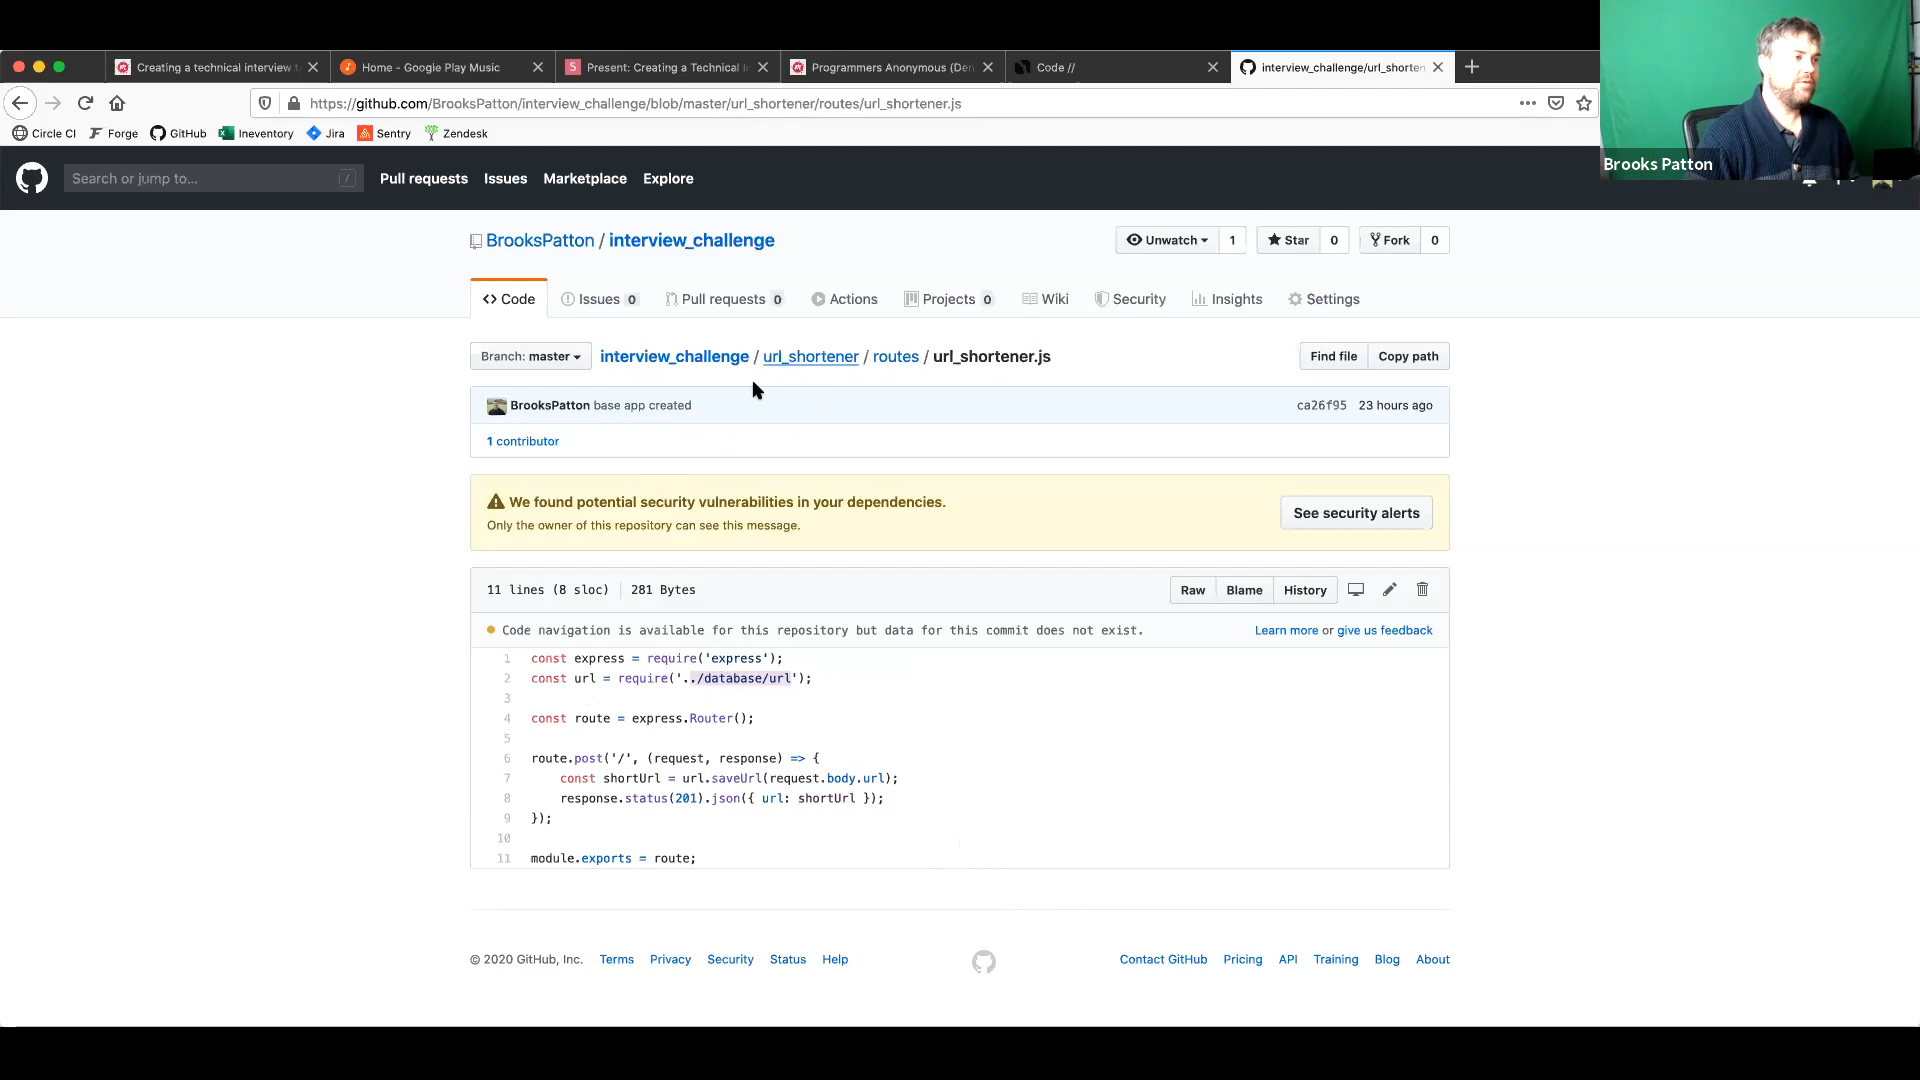 Creating a technical interview t
Home - Google Play Music
Present: Creating a Technical i
Programmers Anonymous (Den
Code //
interview_challenge/url_shorten
https://github.com/BrooksPatton/interview_challenge/blob/master/url_shortener/routes/url_shortener.js
Circle CI Forge GitHub Ineventory Jira Sentry Zendesk
Brooks Patton
Search or jump to... /
Pull requests Issues Marketplace Explore
BrooksPatton / interview_challenge
Unwatch 1 Star 0 Fork 0
<> Code Issues 0 Pull requests 0 Actions Projects 0 Wiki Security Insights Settings
Branch: master interview_challenge / url_shortener / routes / url_shortener.js
Find file Copy path
BrooksPatton base app created
ca26f95 23 hours ago
1 contributor
We found potential security vulnerabilities in your dependencies.
Only the owner of this repository can see this message.
See security alerts
11 lines (8 sloc) 281 Bytes
Raw Blame History
Code navigation is available for this repository but data for this commit does not exist.
Learn more or give us feedback
1 const express = require('express');
2 const url = require('../database/url');
3
4 const route = express.Router();
5
6 route.post('/', (request, response) => {
7 const shortUrl = url.saveUrl(request.body.url);
8 response.status(201).json({ url: shortUrl });
9 });
10
11 module.exports = route;
© 2020 GitHub, Inc. Terms Privacy Security Status Help
Contact GitHub Pricing API Training Blog About